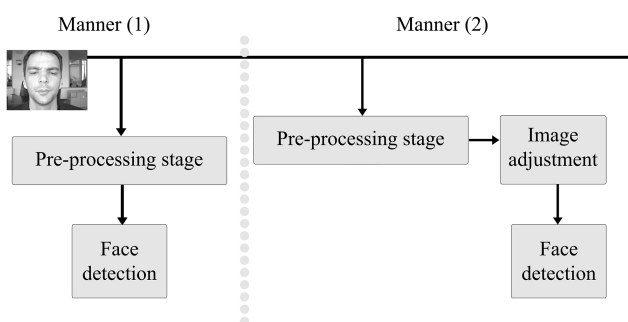 Manner (1)
Manner (2)
Pre-processing stage
Face
detection
Pre-processing stage
Image
adjustment
Face
detection